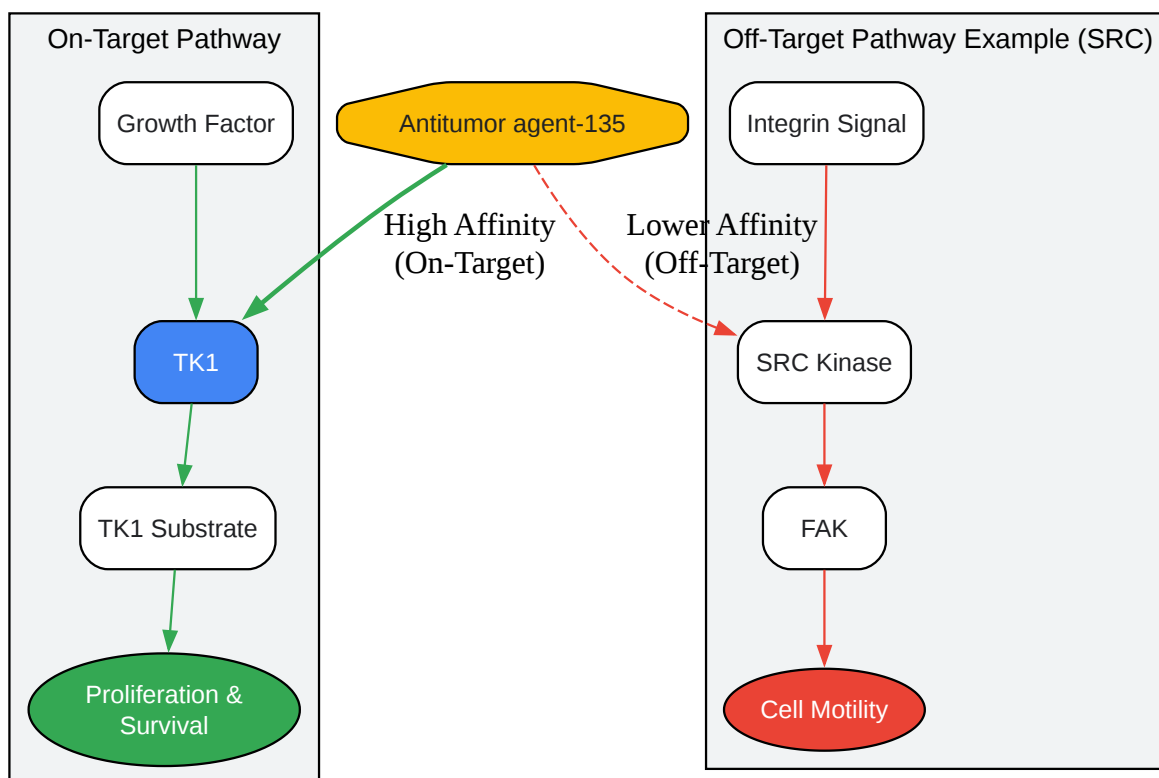 On-Target Pathway
Growth Factor
TK1
TK1 Substrate
Proliferation &
Survival
Antitumor agent-135
High Affinity
(On-Target)
Lower Affinity
(Off-Target)
Off-Target Pathway Example (SRC)
Integrin Signal
SRC Kinase
FAK
Cell Motility